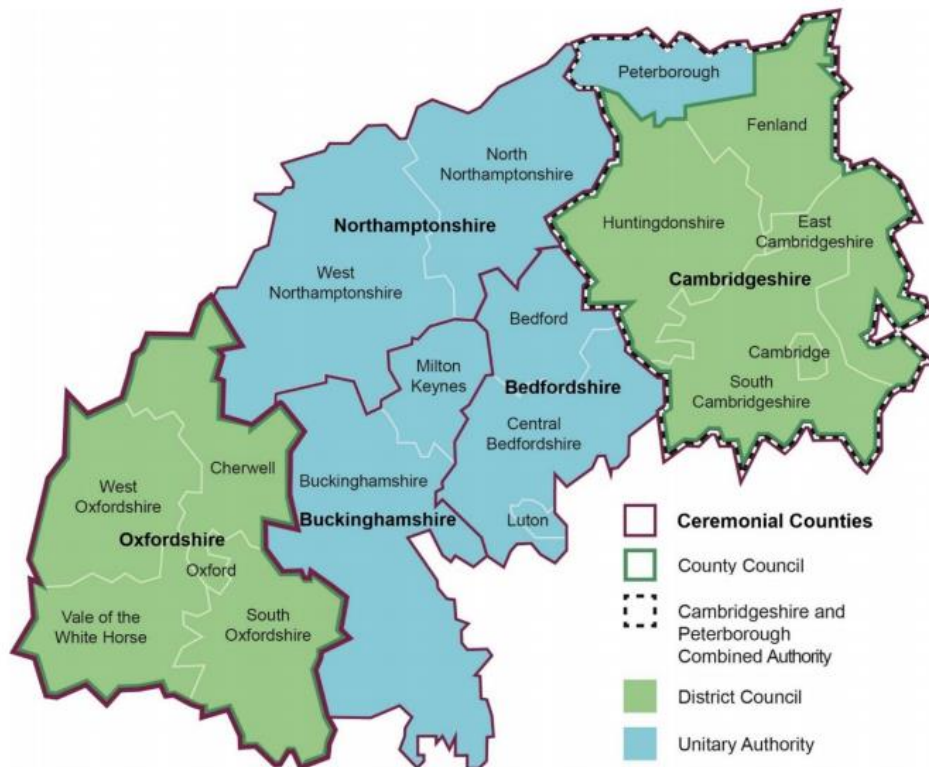 Peterborough
Fenland
North
Northamptonshire
Huntingdonshire
East
Cambridgeshire
Northamptonshire
West
Northamptonshire
Cambridgeshire
Bedford
Milton
Keynes
Cambridge
Bedfordshire
South
Cambridgeshire
Central
Bedfordshire
Cherwell
Buckinghamshire
West
Oxfordshire
Buckinghamshire
Luton
Oxfordshire
Oxford
Vale of the
White Horse
South
Oxfordshire
Ceremonial Counties
County Council
Cambridgeshire and
Peterborough
Combined Authority
District Council
Unitary Authority